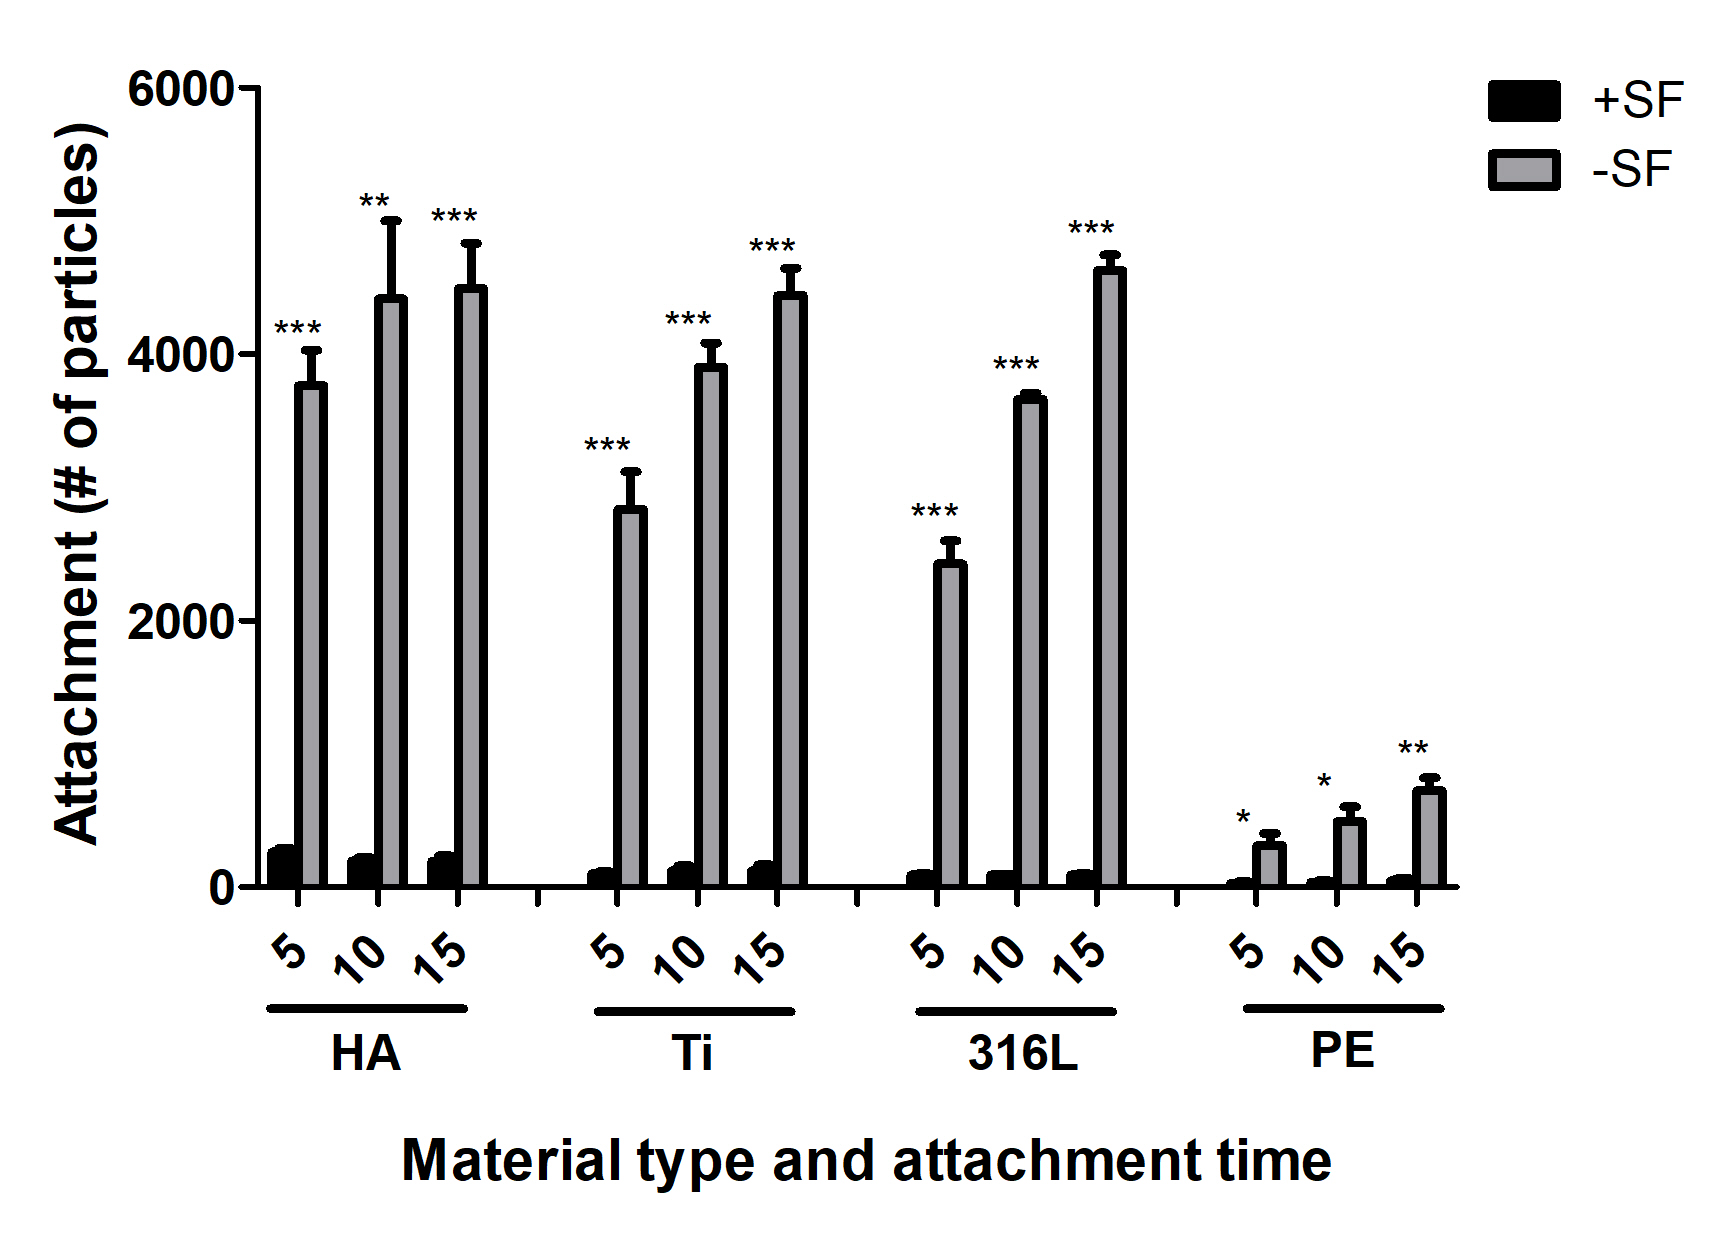 6000
4000
2000
0
Attachment (# of particles)
+SF
-SF
***
**
***
***
***
***
***
***
***
*
*
**
5 10 15 5 10 15 5 10 15 5 10 15
HA Ti 316L PE
Material type and attachment time